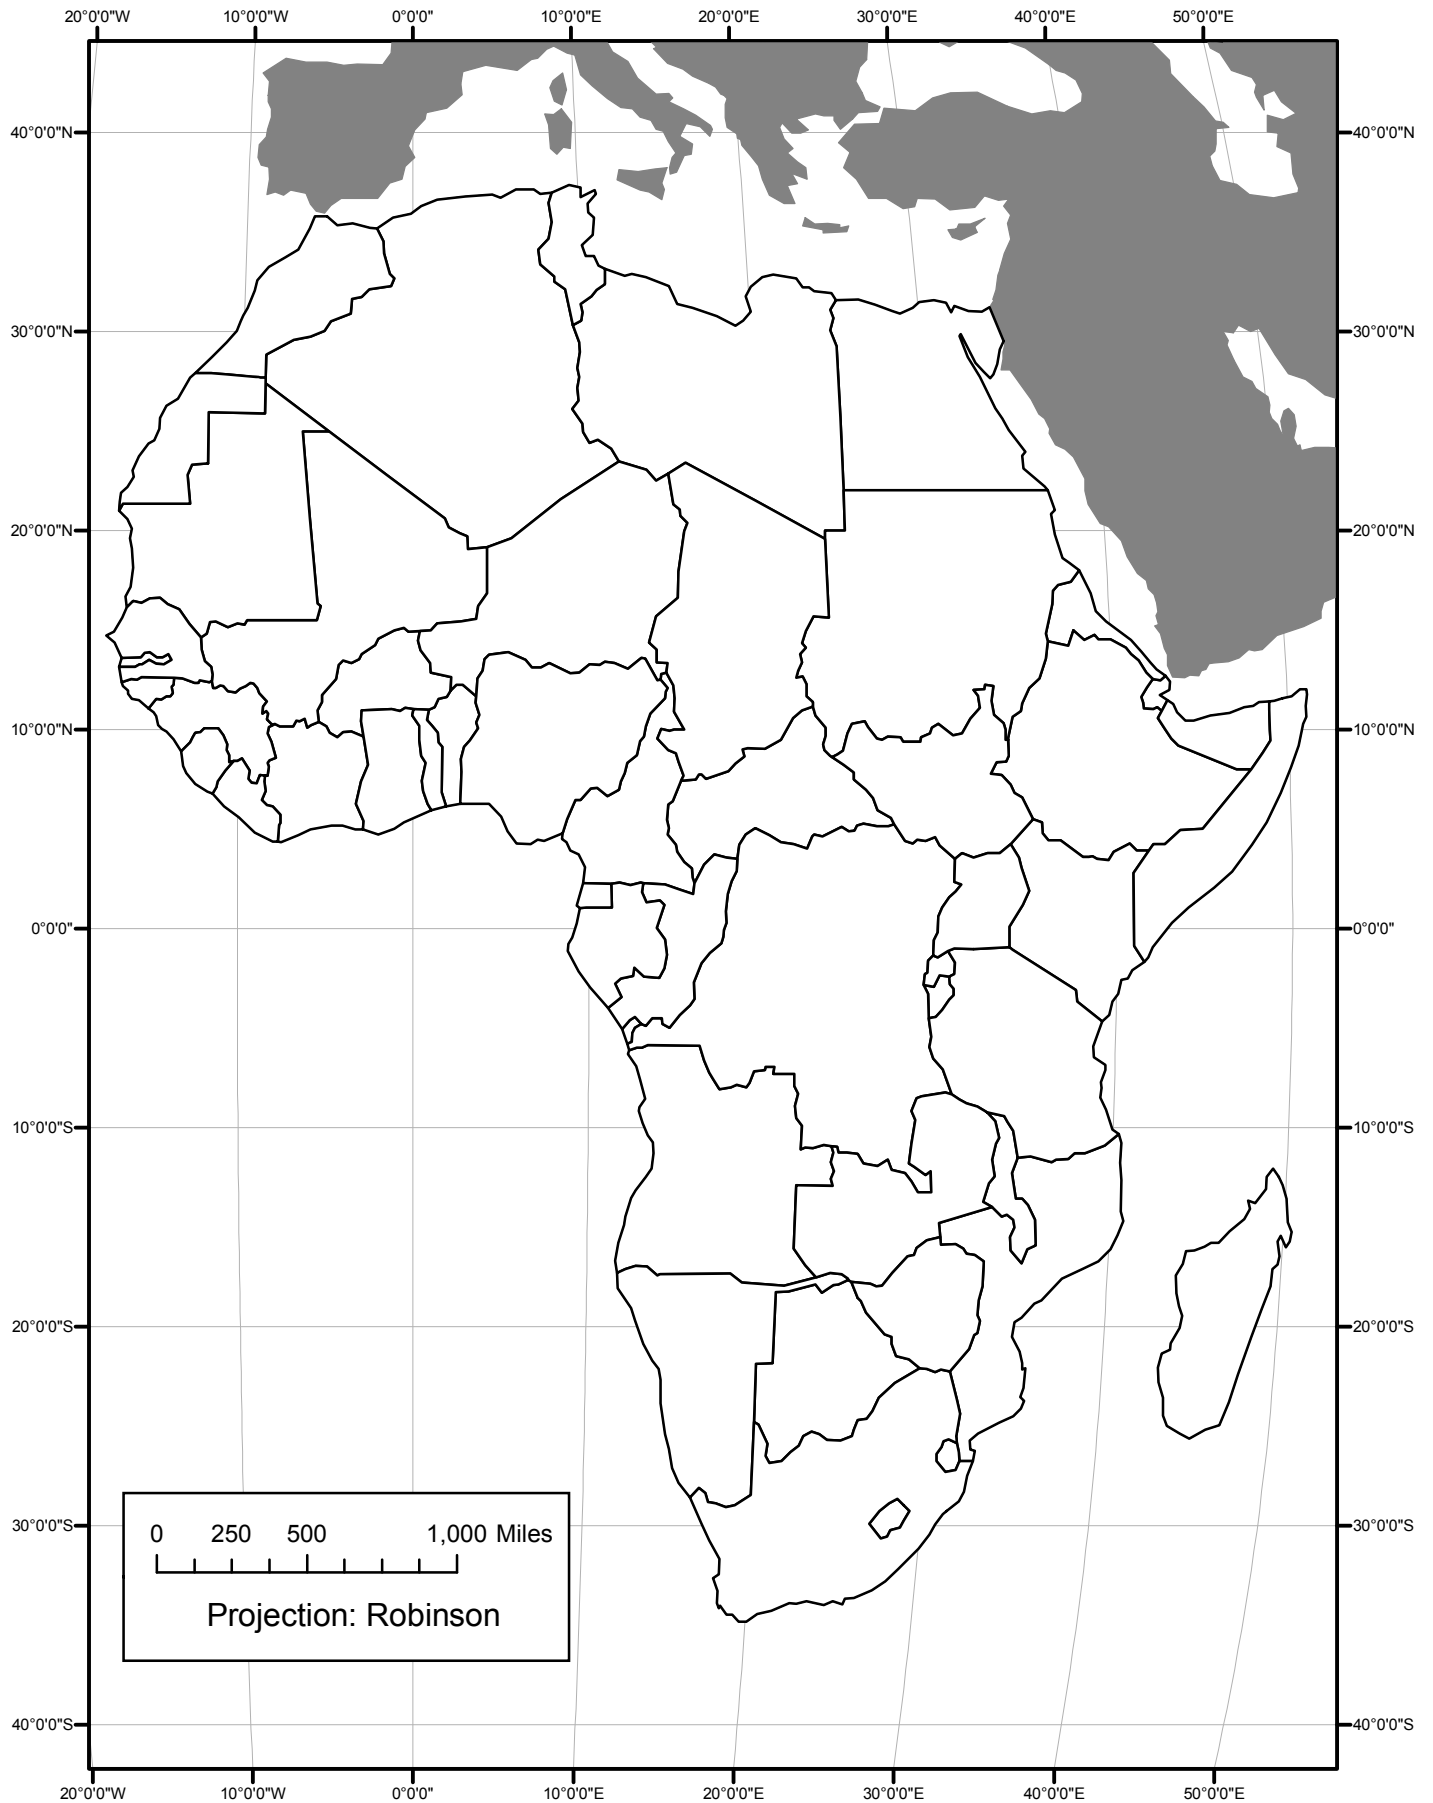 20°0'0"W 10°0'0"W 0°0'0" 10°0'0"E 20°0'0"E 30°0'0"E 40°0'0"E 50°0'0"E
40°0'0"N 40°0'0"N
30°0'0"N 30°0'0"N
20°0'0"N 20°0'0"N
10°0'0"N 10°0'0"N
0°0'0" 0°0'0"
10°0'0"S 10°0'0"S
20°0'0"S 20°0'0"S
30°0'0"S 30°0'0"S
0 250 500 1,000 Miles
Projection: Robinson
40°0'0"S 40°0'0"S
20°0'0"W 10°0'0"W 0°0'0" 10°0'0"E 20°0'0"E 30°0'0"E 40°0'0"E 50°0'0"E